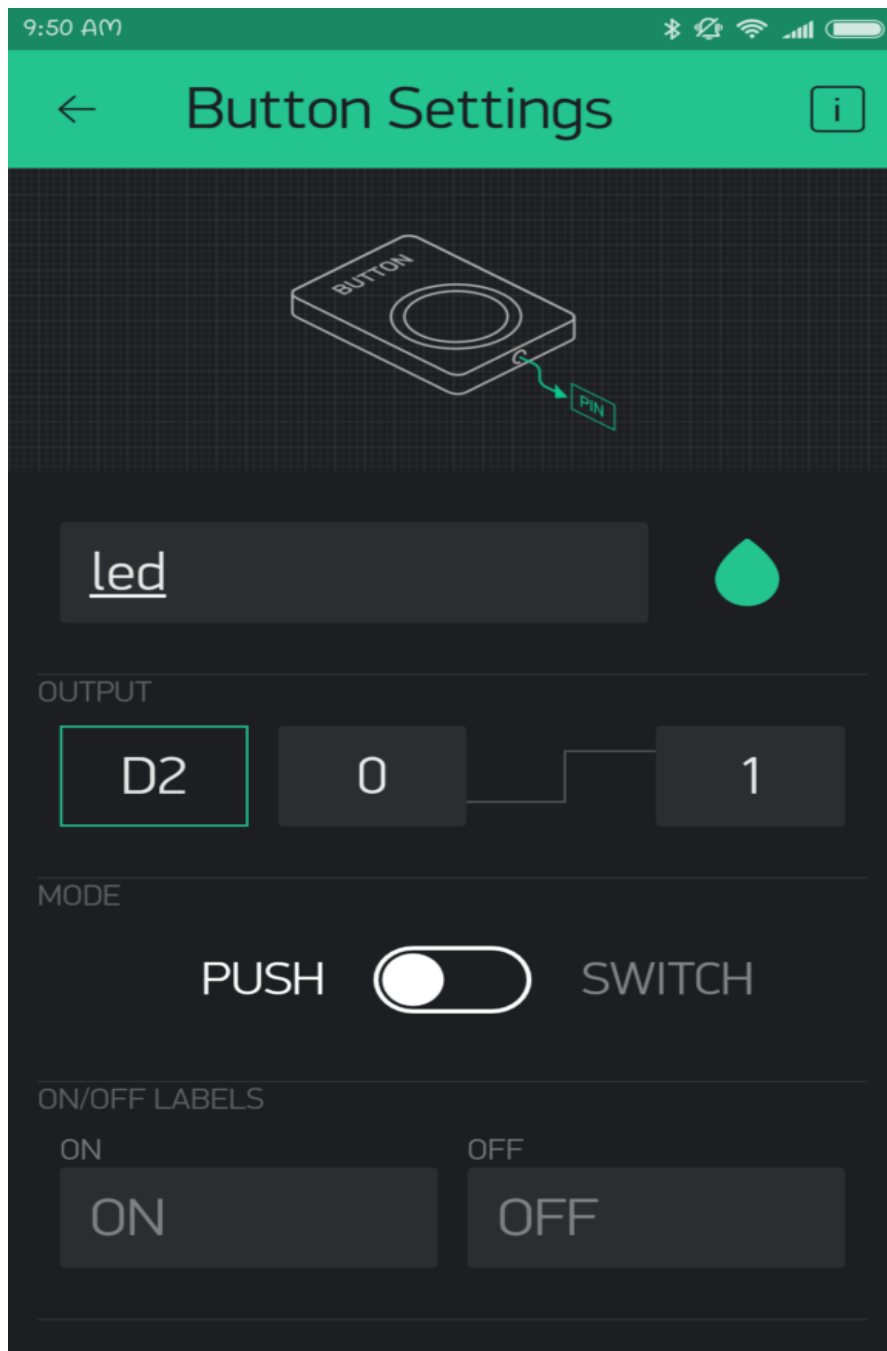 9:50 AM
Button Settings
i
BUTTON
PIN
led
OUTPUT
D2 0 1
MODE
PUSH SWITCH
ON/OFF LABELS
ON OFF
ON OFF